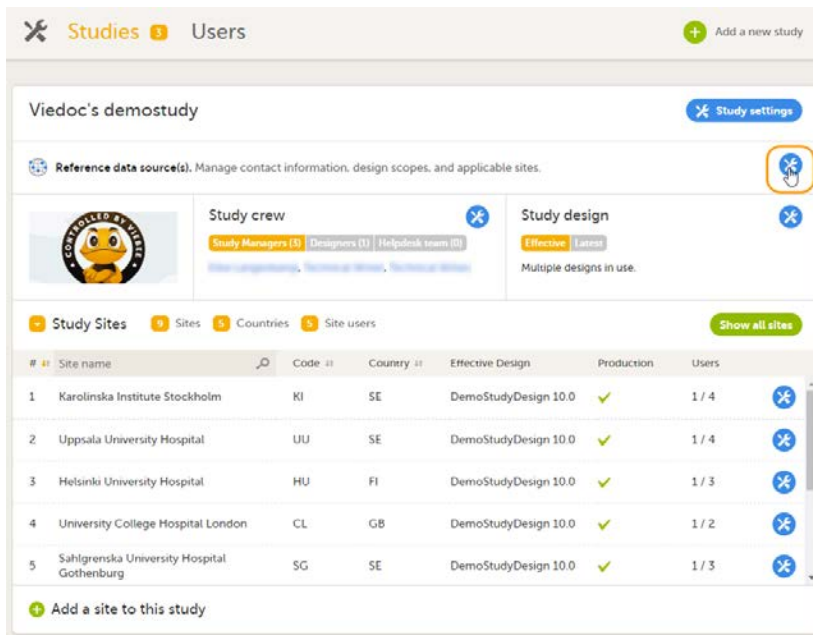 Studies 3 Users Add a new study
Viedoc's demostudy Study settings
Reference data source(s). Manage contact information, design scopes, and applicable sites.
CONTROLLED BY VIEBIE
Study crew Study design
Study Managers (3) Designers (1) Helpdesk team (0) Effective Latest
Multiple designs in use.
Study Sites 9 Sites 5 Countries 5 Site users Show all sites
# Site name Code Country Effective Design Production Users
1 Karolinska Institute Stockholm KI SE DemoStudyDesign 10.0 1 / 4
2 Uppsala University Hospital UU SE DemoStudyDesign 10.0 1 / 4
3 Helsinki University Hospital HU FI DemoStudyDesign 10.0 1 / 3
4 University College Hospital London CL GB DemoStudyDesign 10.0 1 / 2
5 Sahlgrenska University Hospital Gothenburg SG SE DemoStudyDesign 10.0 1 / 3
Add a site to this study